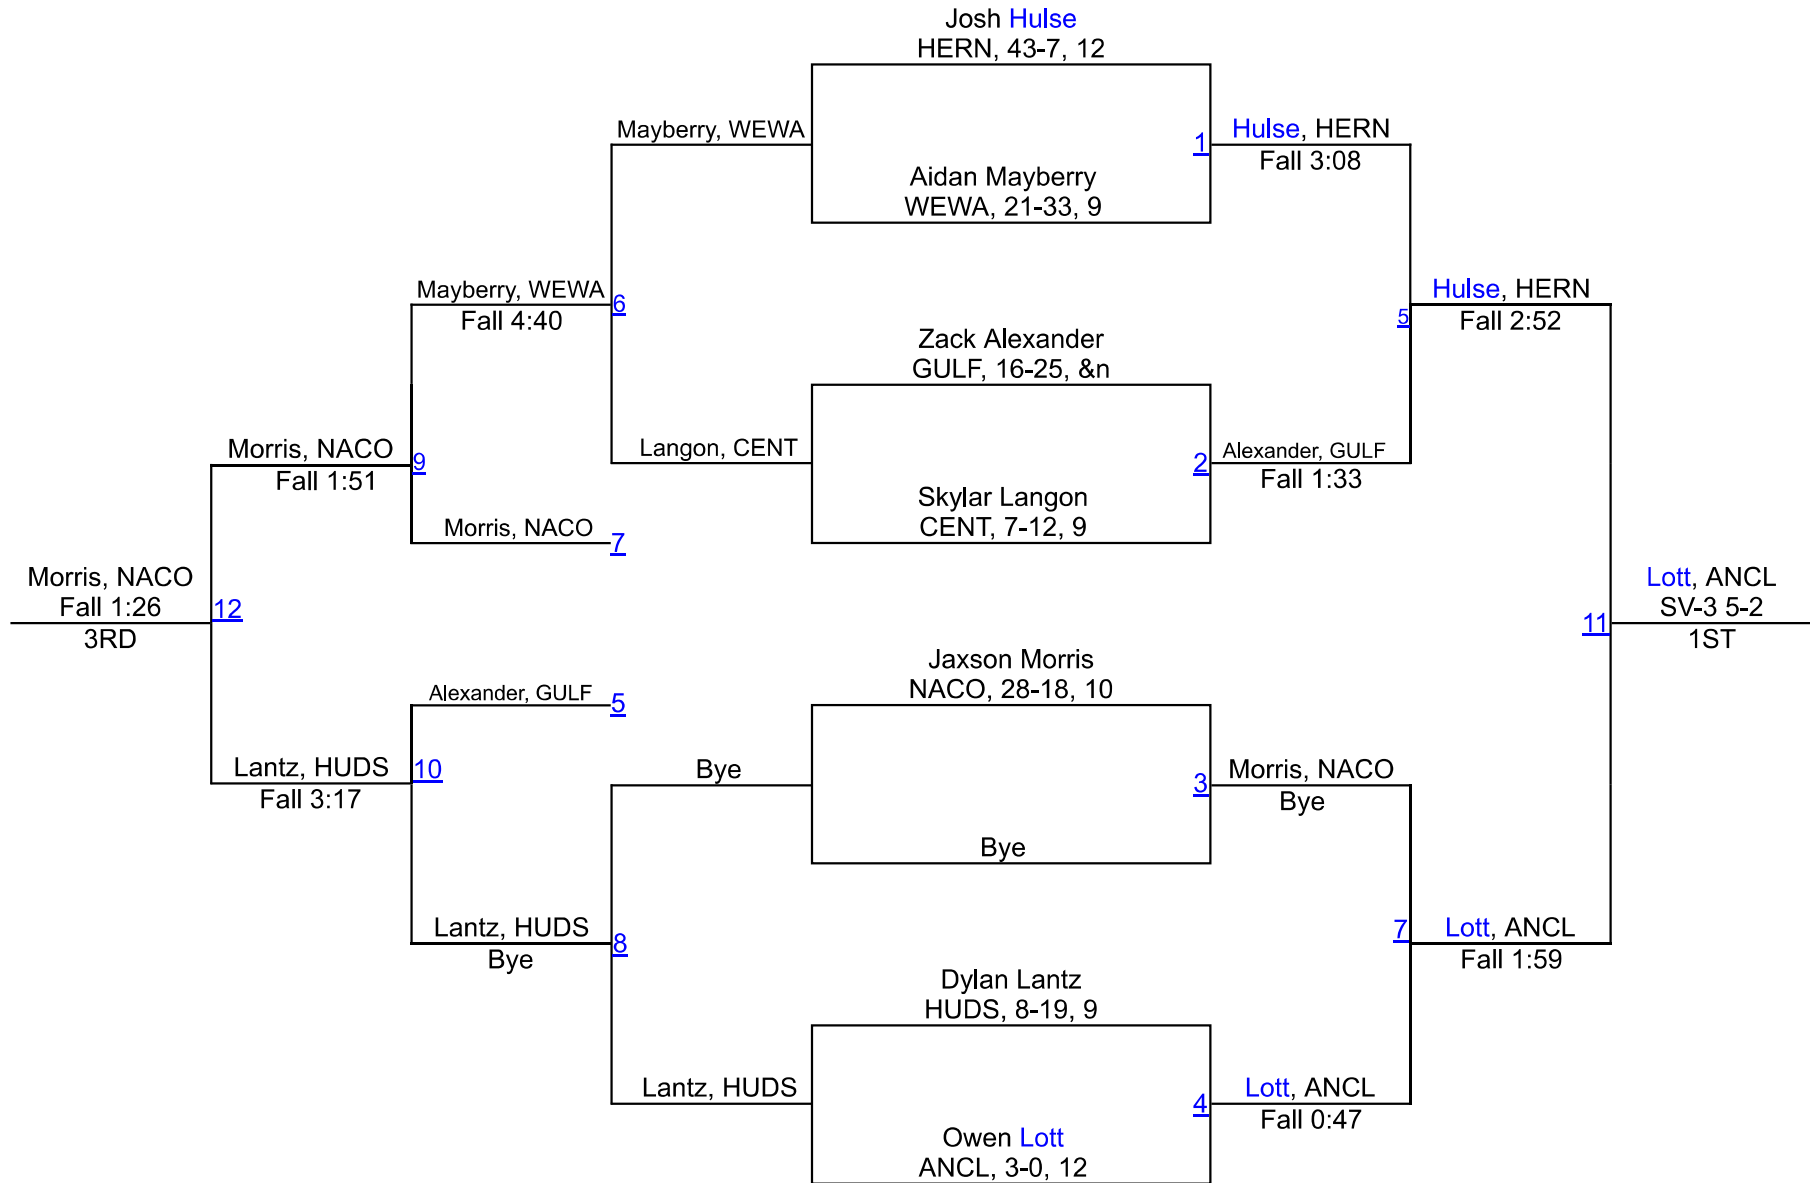 Josh Hulse
HERN, 43-7, 12
Mayberry, WEWA
1
Hulse, HERN
Fall 3:08
Aidan Mayberry
WEWA, 21-33, 9
Mayberry, WEWA
Fall 4:40
6
5
Hulse, HERN
Fall 2:52
Zack Alexander
GULF, 16-25, &n
Morris, NACO
Fall 1:51
9
Langon, CENT
2
Alexander, GULF
Fall 1:33
Skylar Langon
CENT, 7-12, 9
Morris, NACO
7
Morris, NACO
Fall 1:26
3RD
12
11
Lott, ANCL
SV-3 5-2
1ST
Jaxson Morris
NACO, 28-18, 10
Alexander, GULF
5
Lantz, HUDS
Fall 3:17
10
Bye
3
Morris, NACO
Bye
Bye
Lantz, HUDS
Bye
8
7
Lott, ANCL
Fall 1:59
Dylan Lantz
HUDS, 8-19, 9
Lantz, HUDS
4
Lott, ANCL
Fall 0:47
Owen Lott
ANCL, 3-0, 12